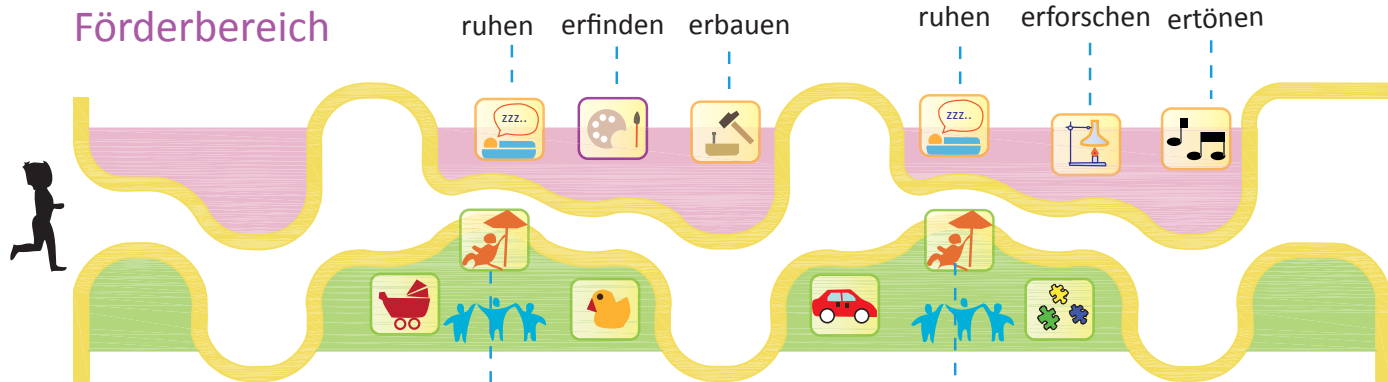 Förderbereich
ruhen erfinden erbauen ruhen erforschen ertönen
zzz.. zzz..